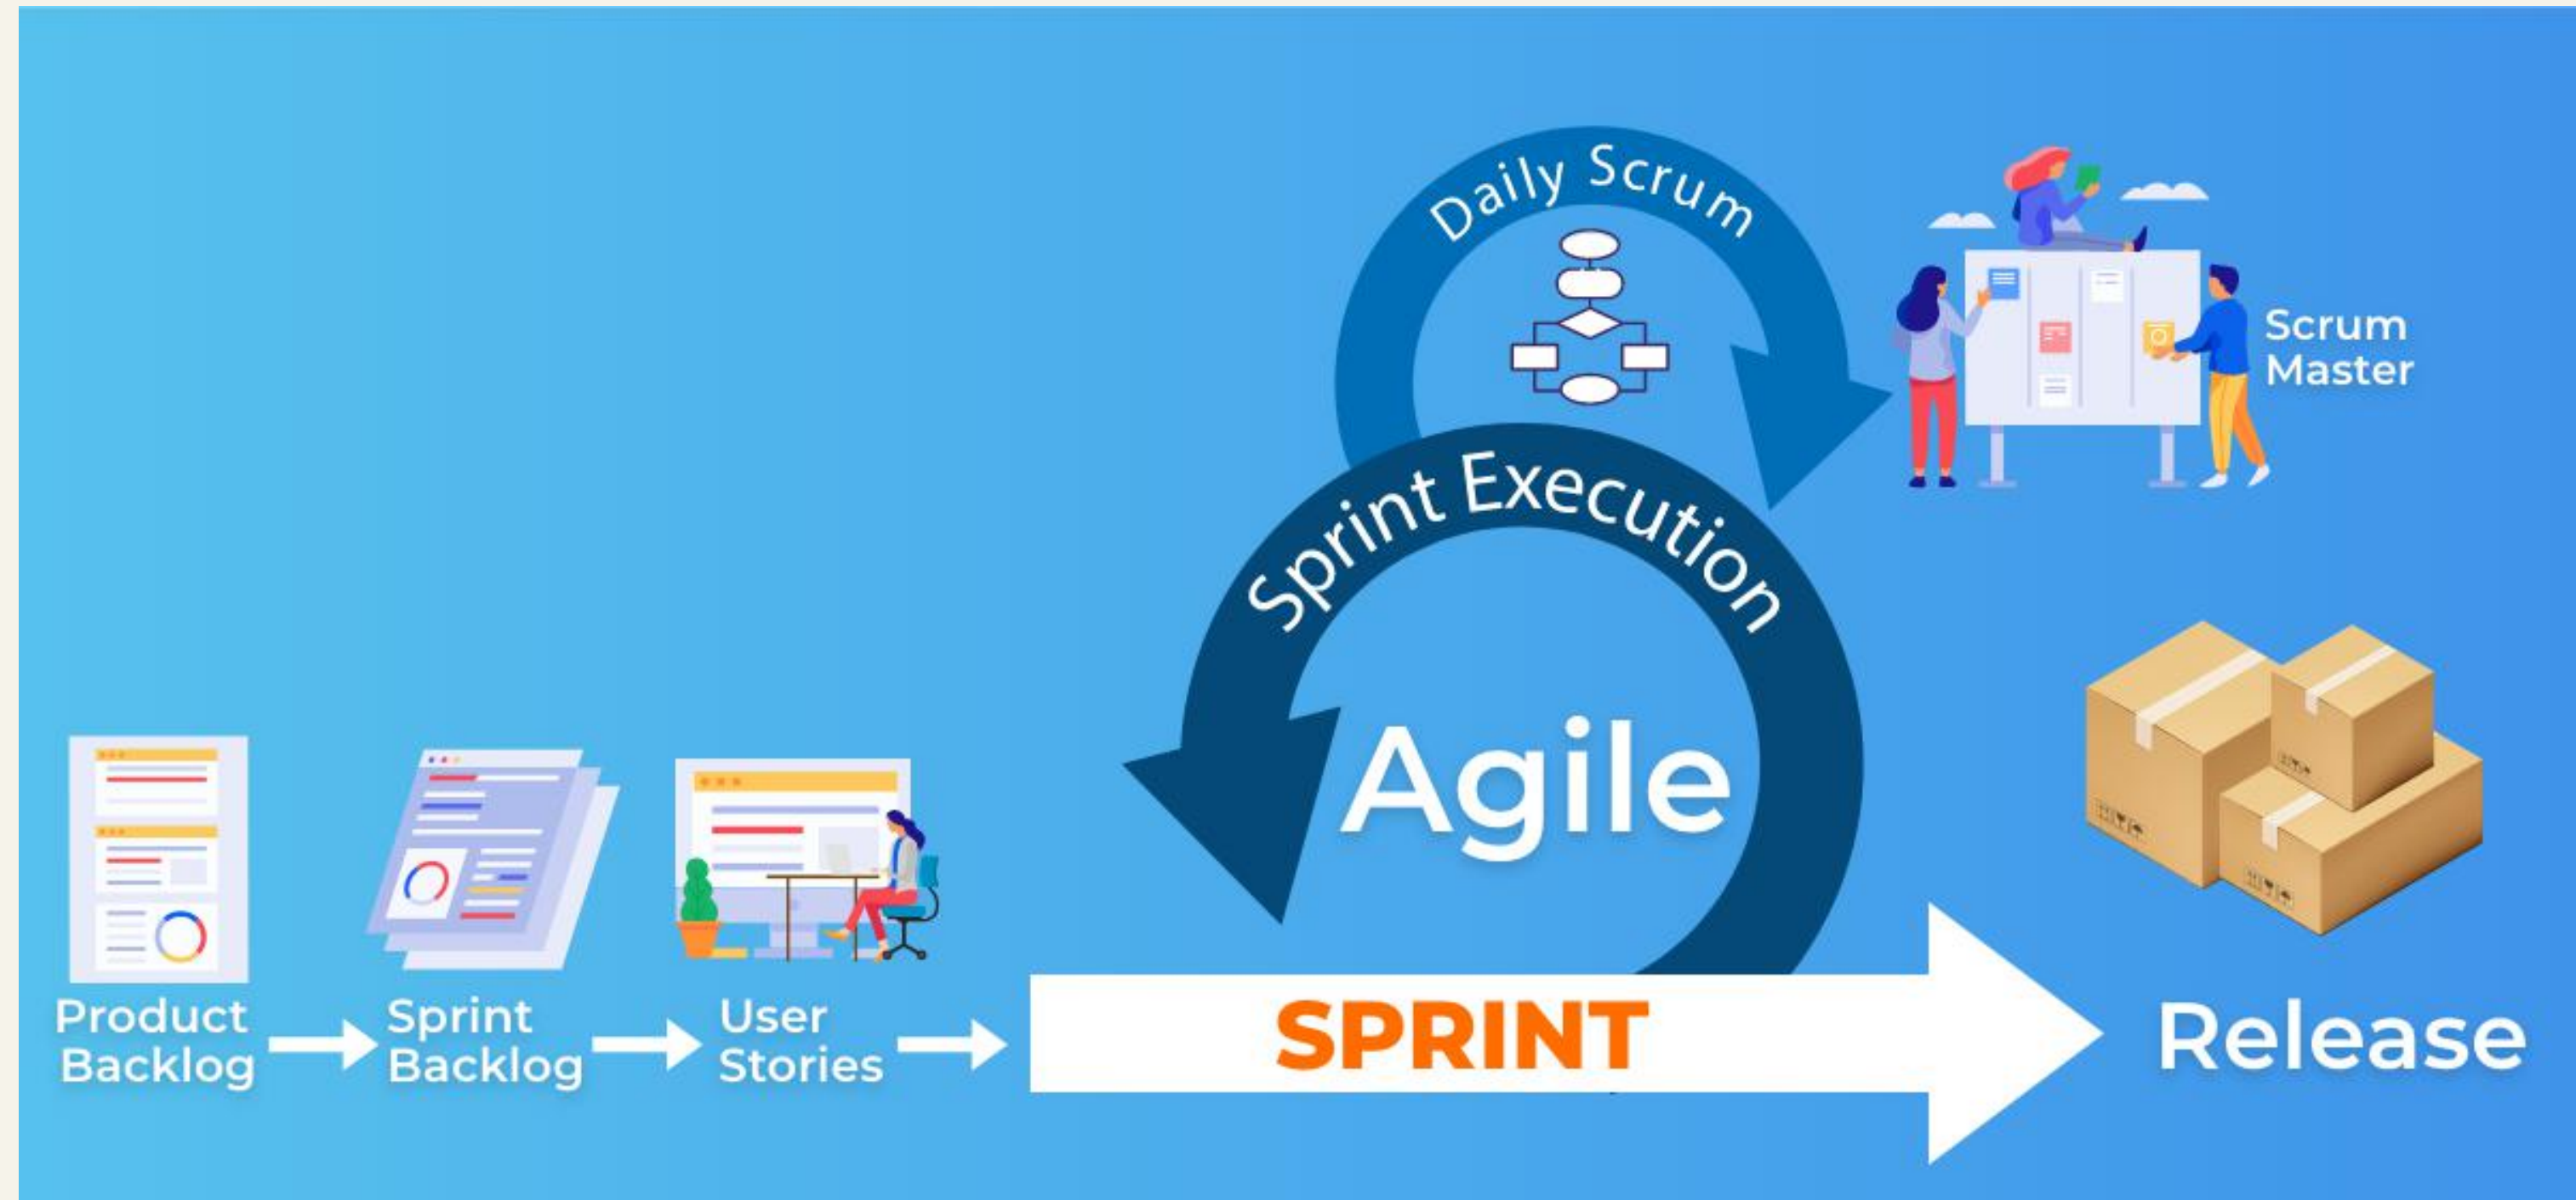 Daily Scrum
Scrum
Master
Sprint Execution
Agile
Product
Backlog
Sprint
Backlog
User
Stories
SPRINT
Release